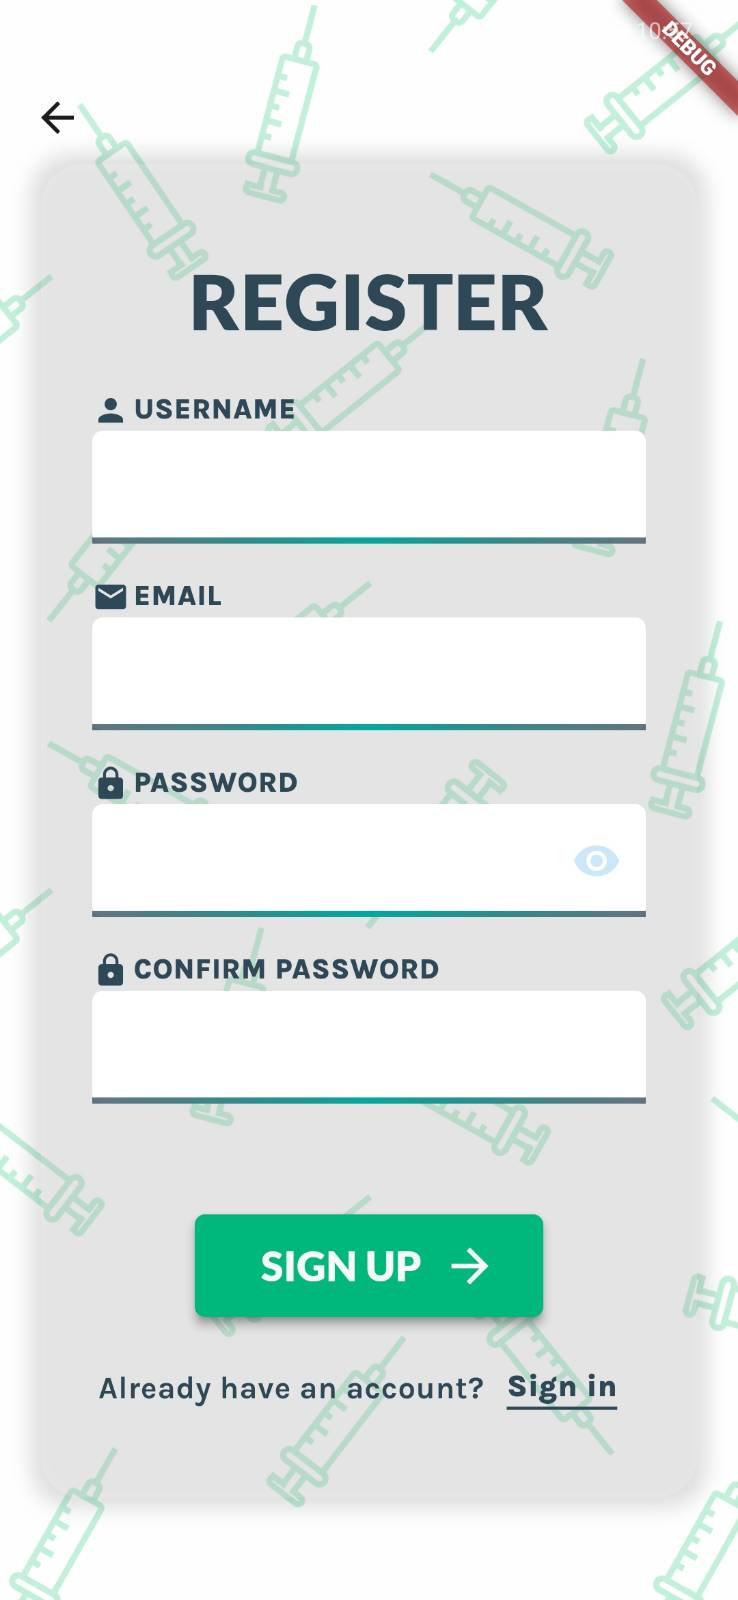 DEBUG
REGISTER
USERNAME
EMAIL
PASSWORD
CONFIRM PASSWORD
SIGN UP
Already have an account? Sign in